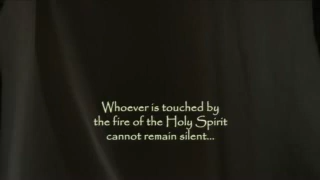 Whoever is touched by
the fire of the Holy Spirit
cannot remain silent...